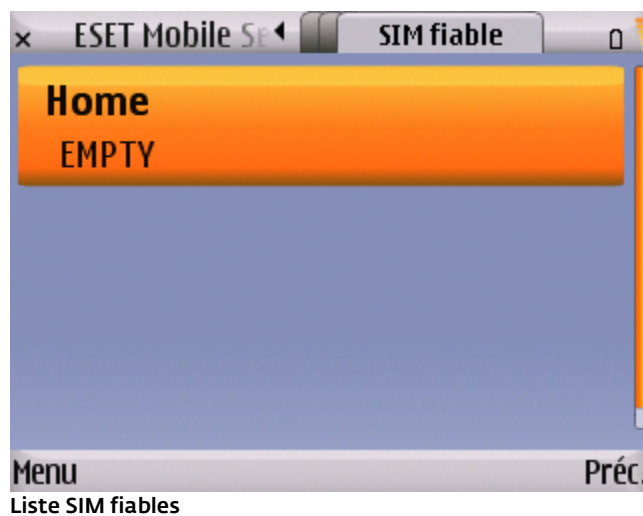 × ESET Mobile Se SIM fiable
Home
EMPTY
Menu Préc.
Liste SIM fiables